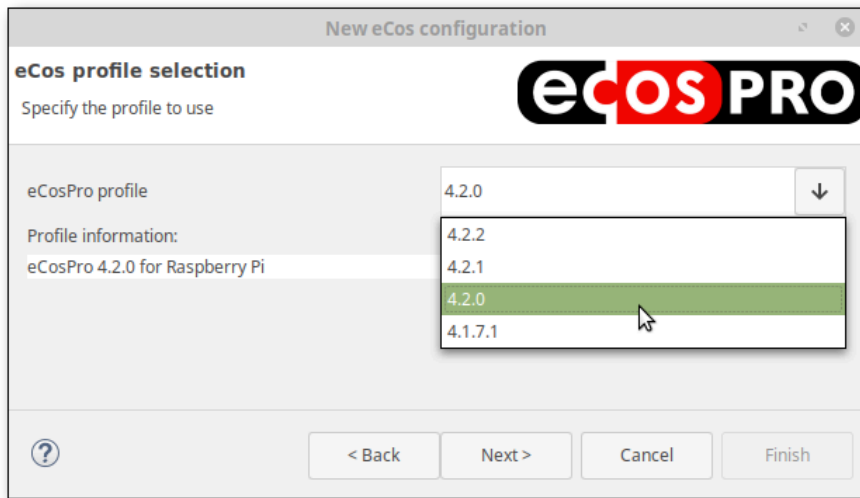 New eCos configuration
eCos profile selection
Specify the profile to use
ecos PRO
eCosPro profile
4.2.0
Profile information:
eCosPro 4.2.0 for Raspberry Pi
4.2.2
4.2.1
4.2.0
4.1.7.1
?
< Back
Next >
Cancel
Finish